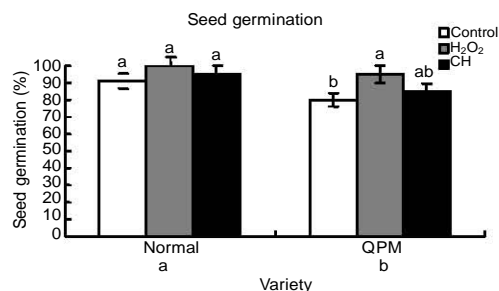 Seed germination
Control
H₂O₂
CH
Seed germination (%)
100
90
80
70
60
50
40
30
20
10
0
a
a
a
b
a
ab
Normal
QPM
a
b
Variety